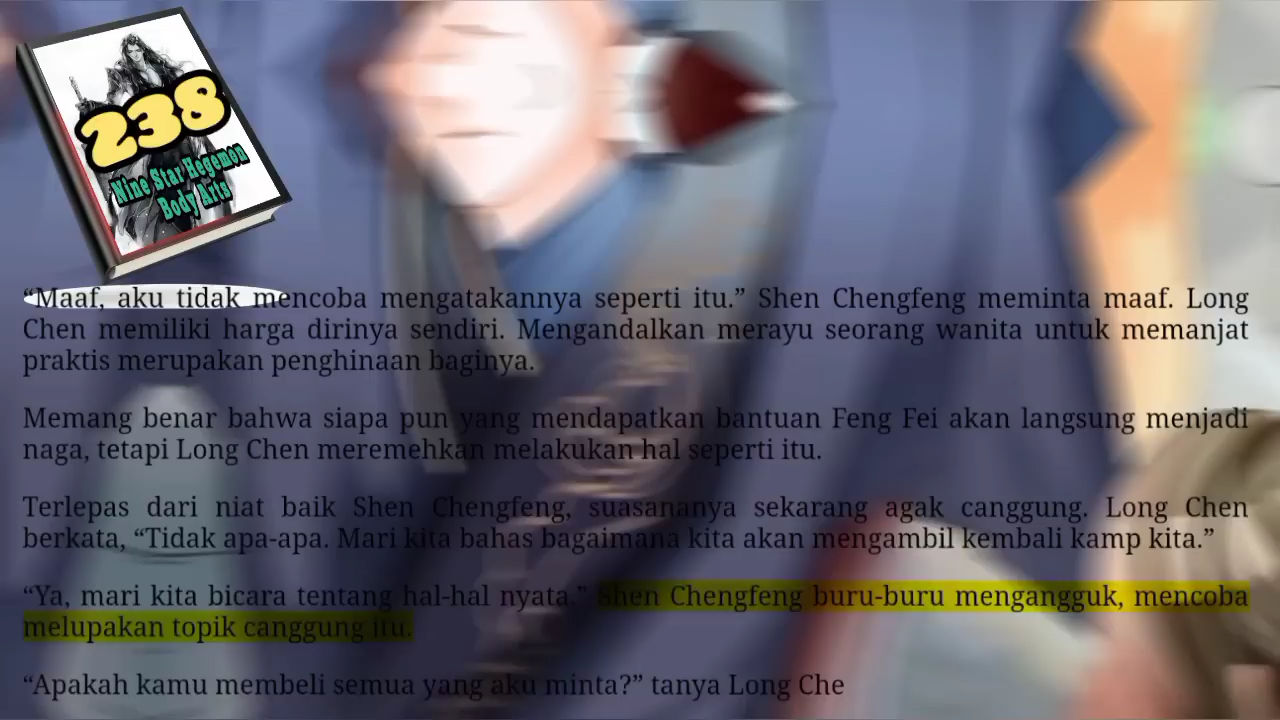 238
Nine Star Hegemon
Body Arts
“Maaf, aku tidak mencoba mengatakannya seperti itu.” Shen Chengfeng meminta maaf. Long
Chen memiliki harga dirinya sendiri. Mengandalkan merayu seorang wanita untuk memanjat
praktis merupakan penghinaan baginya.
Memang benar bahwa siapa pun yang mendapatkan bantuan Feng Fei akan langsung menjadi
naga, tetapi Long Chen meremehkan melakukan hal seperti itu.
Terlepas dari niat baik Shen Chengfeng, suasananya sekarang agak canggung. Long Chen
berkata, “Tidak apa-apa. Mari kita bahas bagaimana kita akan mengambil kembali kamp kita.”
“Ya, mari kita bicara tentang hal-hal nyata.” Shen Chengfeng buru-buru mengangguk, mencoba
melupakan topik canggung itu.
“Apakah kamu membeli semua yang aku minta?” tanya Long Che